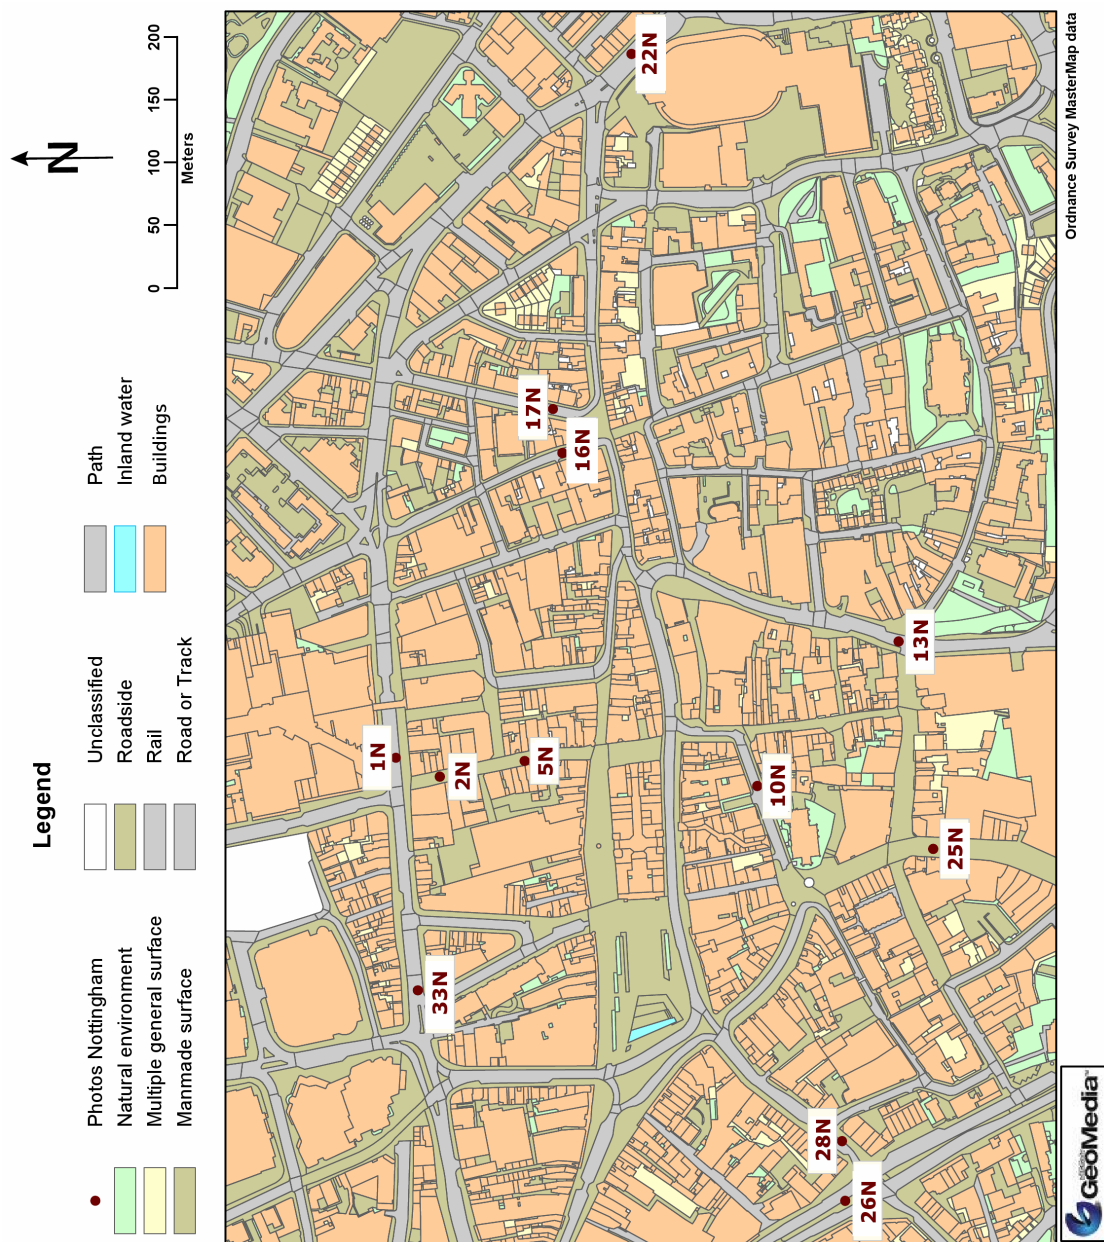 Legend
Photos Nottingham
Natural environment
Multiple general surface
Manmade surface
Unclassified
Roadside
Rail
Road or Track
Path
Inland water
Buildings
N
0 50 100 150 200
Meters
1N
2N
5N
10N
13N
16N
17N
22N
25N
26N
28N
33N
GeoMedia
Ordnance Survey MasterMap data